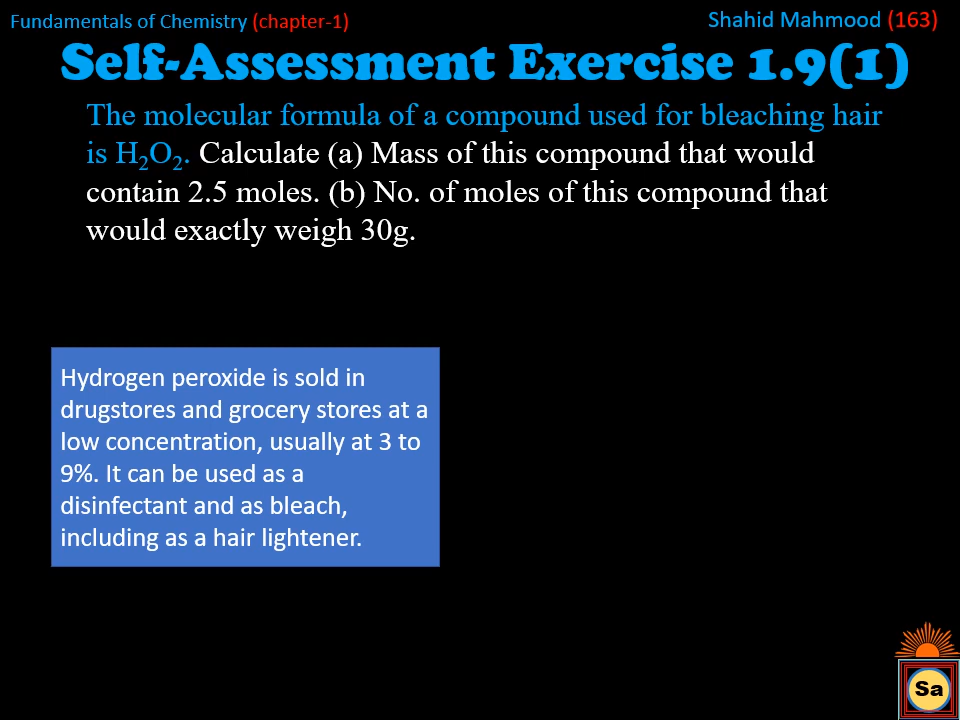 Fundamentals of Chemistry (chapter-1)
Shahid Mahmood (163)
Self-Assessment Exercise 1.9(1)
The molecular formula of a compound used for bleaching hair
is H₂O₂. Calculate (a) Mass of this compound that would
contain 2.5 moles. (b) No. of moles of this compound that
would exactly weigh 30g.
Hydrogen peroxide is sold in
drugstores and grocery stores at a
low concentration, usually at 3 to
9%. It can be used as a
disinfectant and as bleach,
including as a hair lightener.
Sa